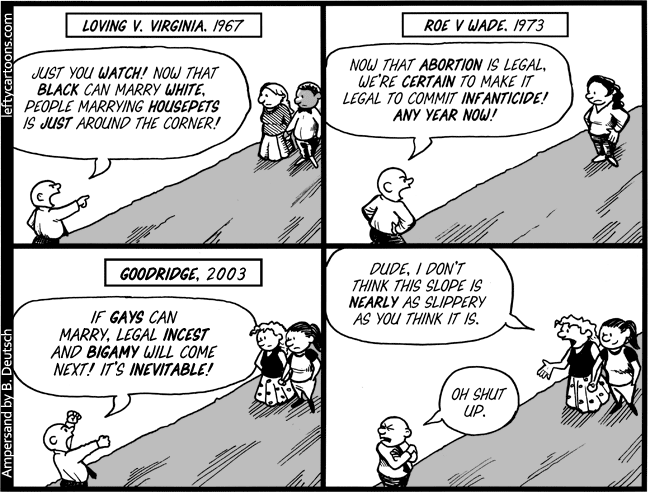 LOVING V. VIRGINIA. 1967
JUST YOU WATCH! NOW THAT
BLACK CAN MARRY WHITE,
PEOPLE MARRYING HOUSEPETS
IS JUST AROUND THE CORNER!
ROE V WADE. 1973
NOW THAT ABORTION IS LEGAL,
WE'RE CERTAIN TO MAKE IT
LEGAL TO COMMIT INFANTICIDE!
ANY YEAR NOW!
GOODRIDGE, 2003
IF GAYS CAN
MARRY, LEGAL INCEST
AND BIGAMY WILL COME
NEXT! IT'S INEVITABLE!
DUDE, I DON'T
THINK THIS SLOPE IS
NEARLY AS SLIPPERY
AS YOU THINK IT IS.
OH SHUT
UP.
leftycartoons.com
Ampersand by B. Deutsch